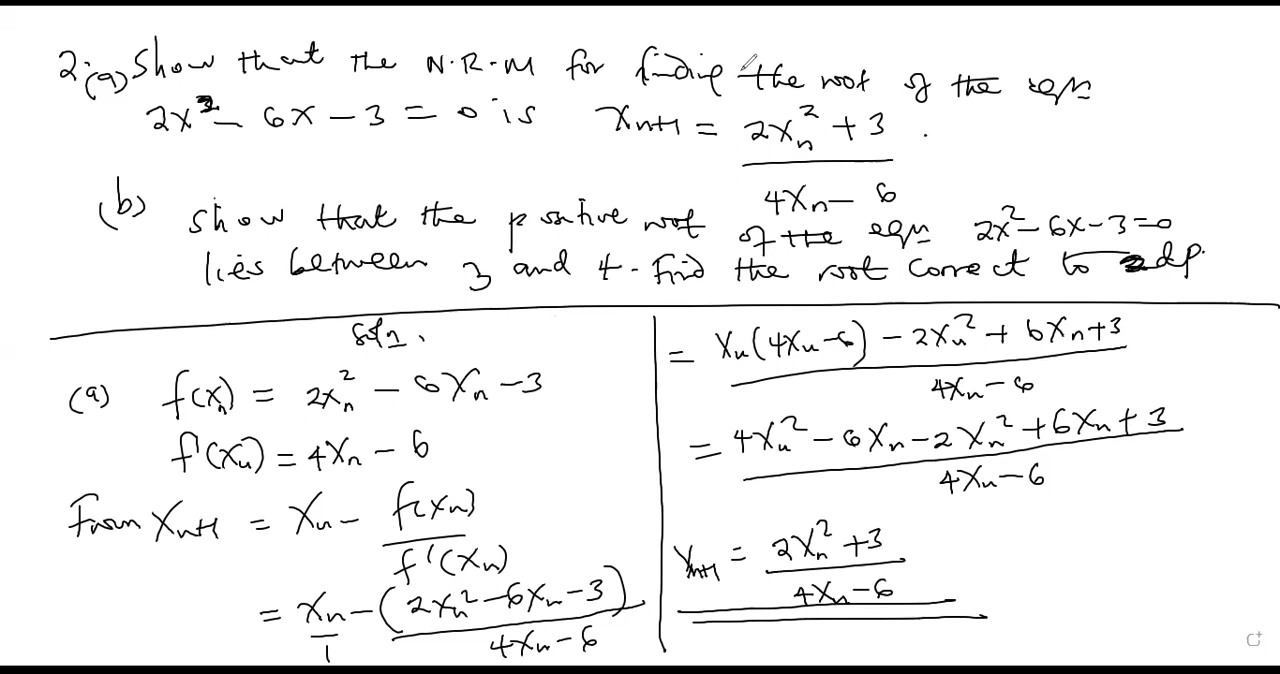 2.(a) Show that the N.R.M for finding the root of the eqn
2x² - 6x - 3 = 0 is xₙ₊₁ = (2xₙ² + 3)/(4xₙ - 6).
(b) Show that the positive root of the eqn 2x² - 6x - 3 = 0
lies between 3 and 4. Find the root correct to 2dp.
Soln.
(a) f(xₙ) = 2xₙ² - 6xₙ - 3
f'(xₙ) = 4xₙ - 6
From xₙ₊₁ = xₙ - f(xₙ)/f'(xₙ)
= xₙ/1 - (2xₙ² - 6xₙ - 3)/(4xₙ - 6)
= (xₙ(4xₙ - 6) - 2xₙ² + 6xₙ + 3)/(4xₙ - 6)
= (4xₙ² - 6xₙ - 2xₙ² + 6xₙ + 3)/(4xₙ - 6)
xₙ₊₁ = (2xₙ² + 3)/(4xₙ - 6)